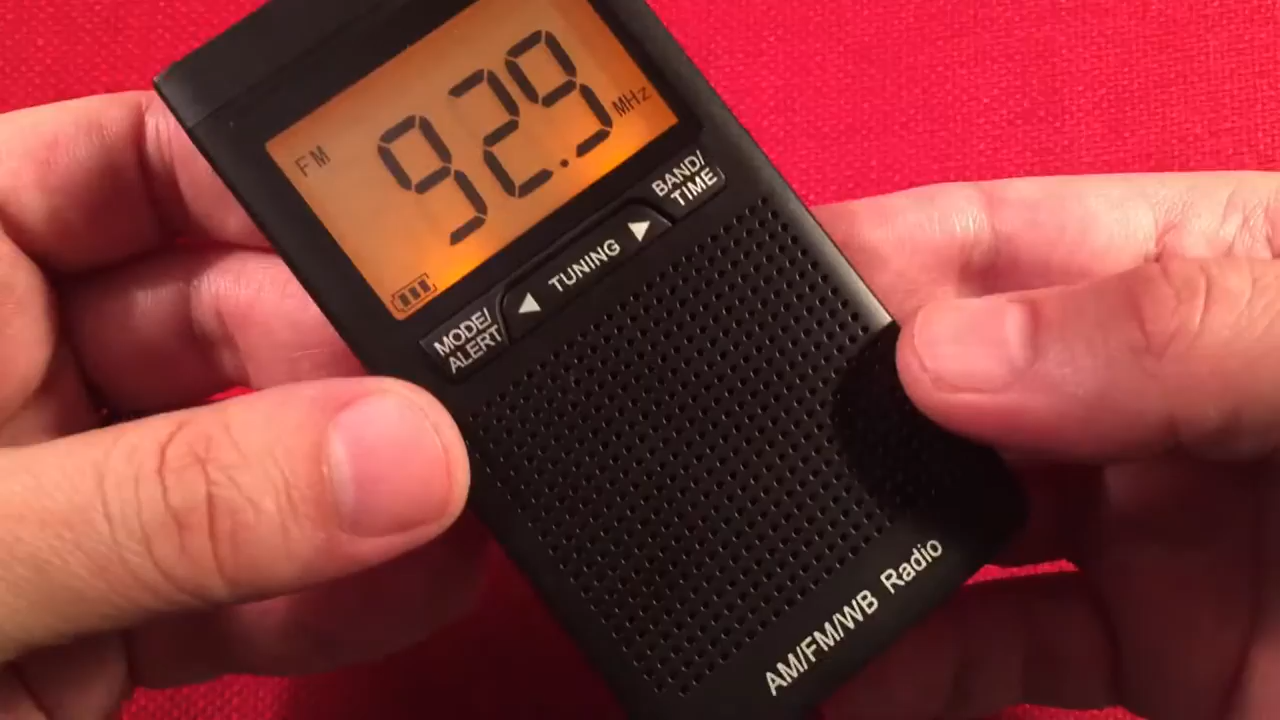 FM 92.9 MHz
MODE/
ALERT
◀ TUNING ▶
BAND/
TIME
AM/FM/WB Radio